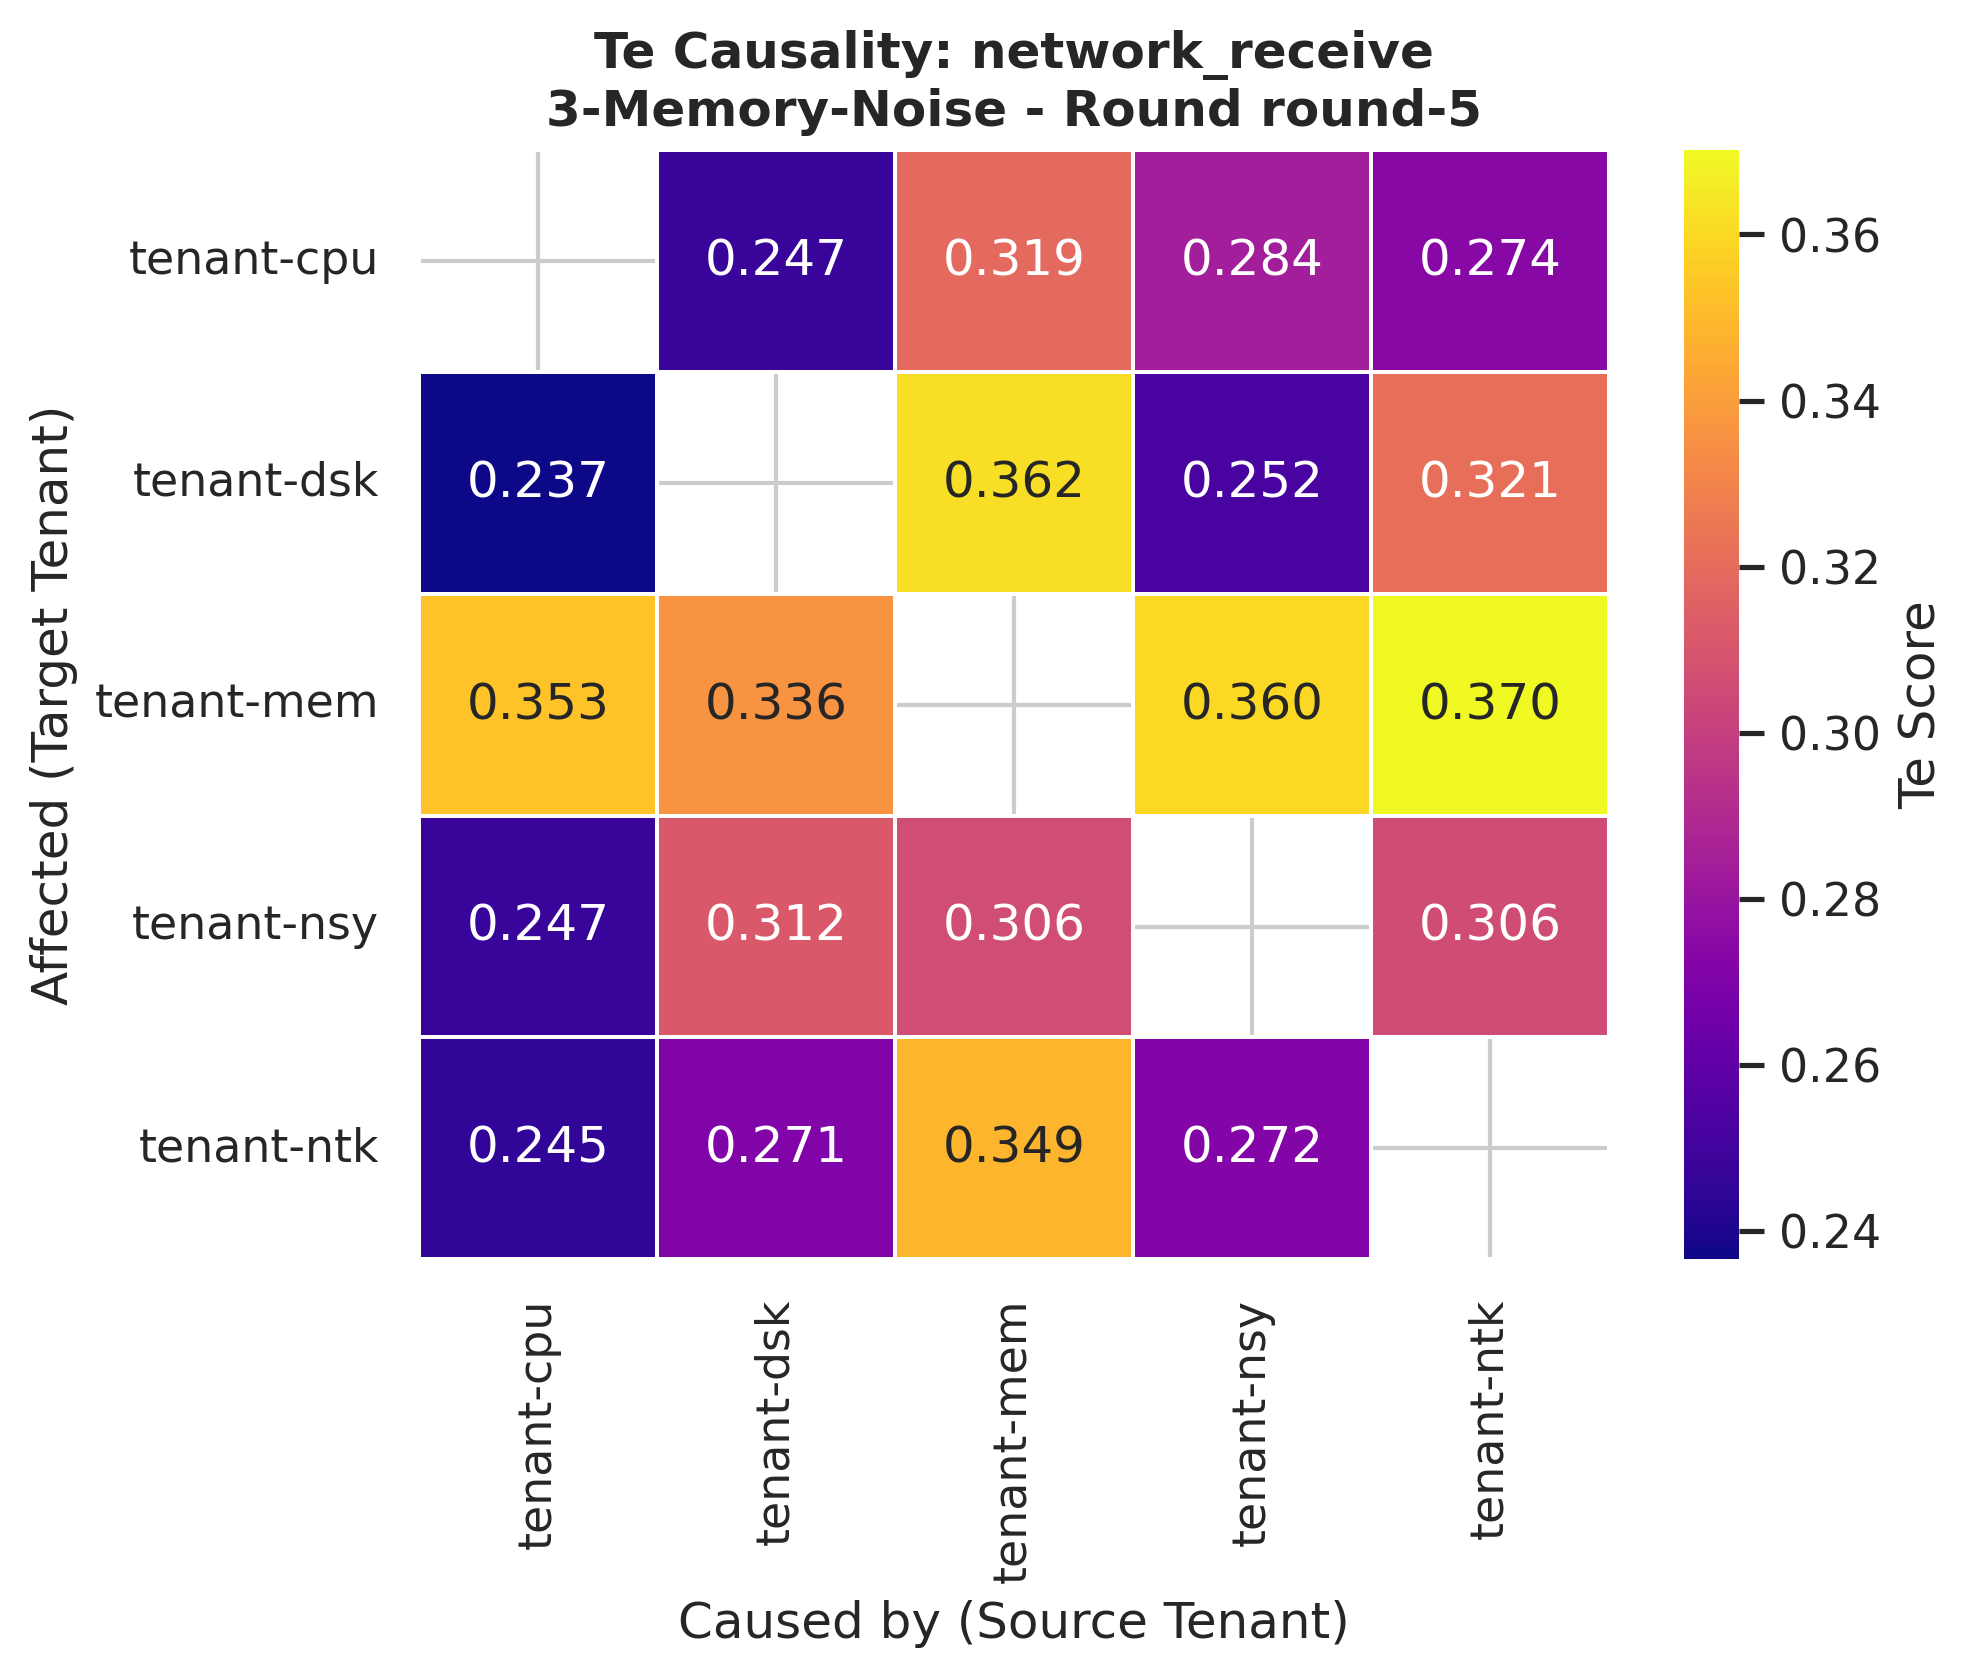 Te Causality: network_receive
3-Memory-Noise - Round round-5
Affected (Target Tenant)
tenant-cpu 0.247 0.319 0.284 0.274
tenant-dsk 0.237 0.362 0.252 0.321
tenant-mem 0.353 0.336 0.360 0.370
tenant-nsy 0.247 0.312 0.306 0.306
tenant-ntk 0.245 0.271 0.349 0.272
tenant-cpu
tenant-dsk
tenant-mem
tenant-nsy
tenant-ntk
Caused by (Source Tenant)
0.36
0.34
0.32
0.30
0.28
0.26
0.24
Te Score